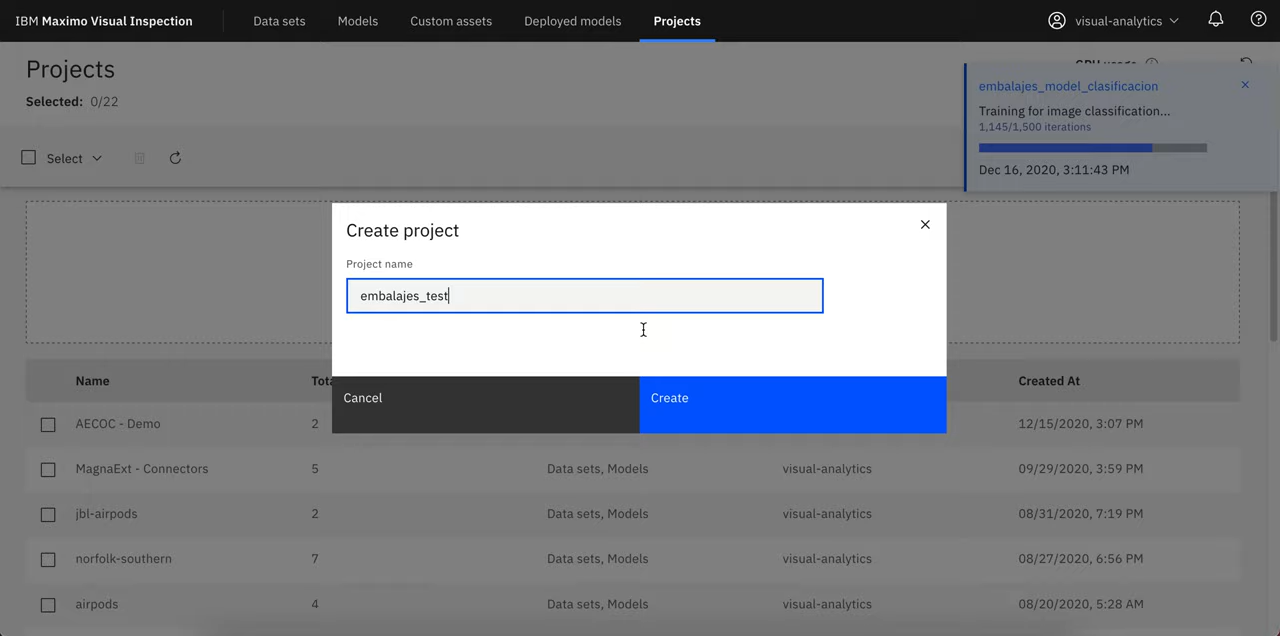 IBM Maximo Visual Inspection
Data sets
Models
Custom assets
Deployed models
Projects
visual-analytics
Projects
GPU usage
Selected: 0/22
embalajes_model_clasificacion
Training for image classification...
1,145/1,500 iterations
Dec 16, 2020, 3:11:43 PM
Select
Create project
Project name
embalajes_test
Cancel
Create
Name
Created At
AECOC - Demo 2 12/15/2020, 3:07 PM
MagnaExt - Connectors 5 Data sets, Models visual-analytics 09/29/2020, 3:59 PM
jbl-airpods 2 Data sets, Models visual-analytics 08/31/2020, 7:19 PM
norfolk-southern 7 Data sets, Models visual-analytics 08/27/2020, 6:56 PM
airpods 4 Data sets, Models visual-analytics 08/20/2020, 5:28 AM